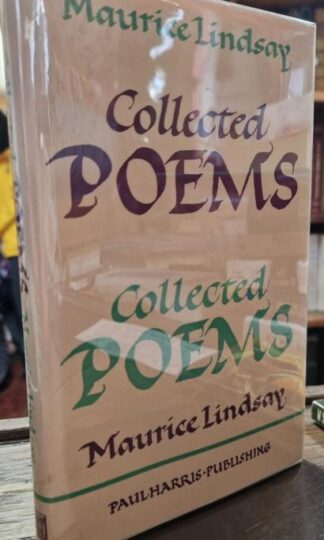 Maurice Lindsay
Collected
POEMS
Collected
POEMS
Maurice Lindsay
PAUL HARRIS · PUBLISHING